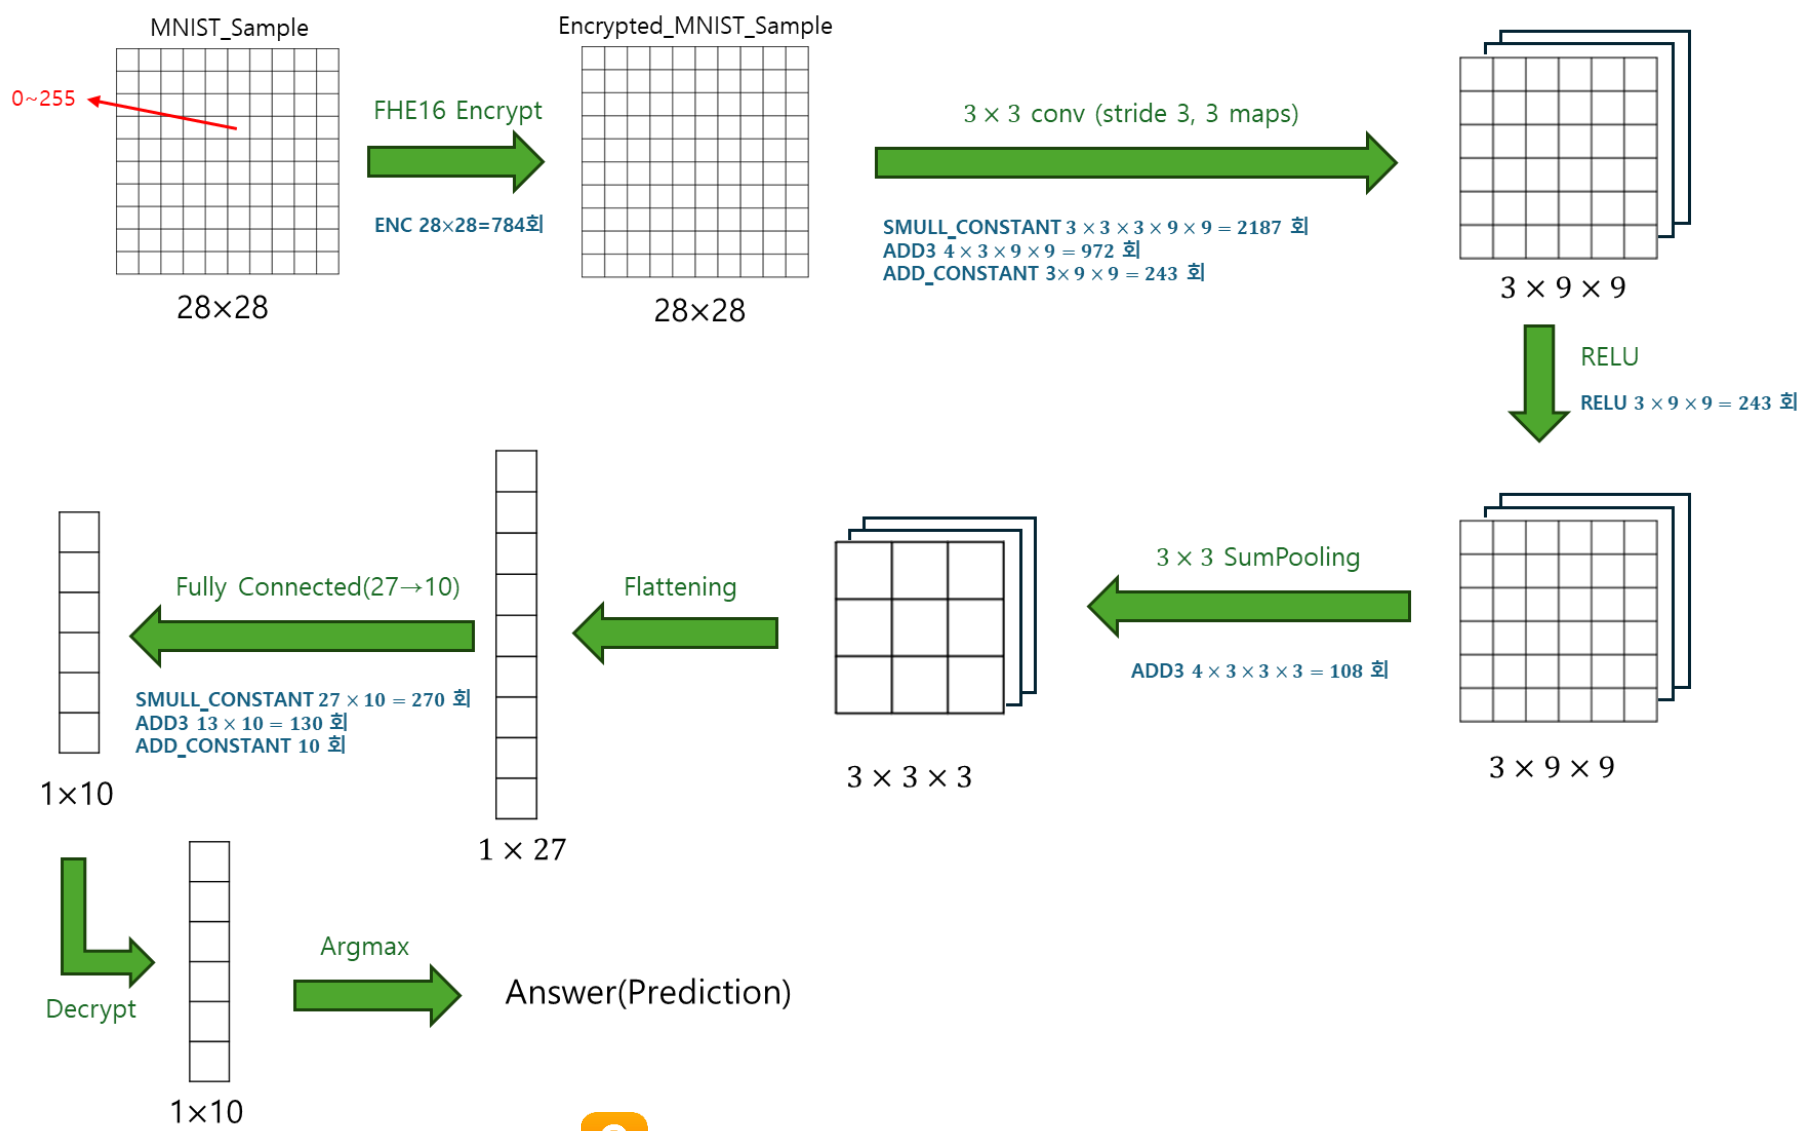 MNIST_Sample
0~255
28×28
FHE16 Encrypt
ENC 28×28=784회
Encrypted_MNIST_Sample
28×28
3 × 3 conv (stride 3, 3 maps)
SMULL_CONSTANT 3 × 3 × 3 × 9 × 9 = 2187 회
ADD3 4 × 3 × 9 × 9 = 972 회
ADD_CONSTANT 3× 9 × 9 = 243 회
3 × 9 × 9
RELU
RELU 3 × 9 × 9 = 243 회
3 × 9 × 9
3 × 3 SumPooling
ADD3 4 × 3 × 3 × 3 = 108 회
3 × 3 × 3
Flattening
1 × 27
Fully Connected(27→10)
SMULL_CONSTANT 27 × 10 = 270 회
ADD3 13 × 10 = 130 회
ADD_CONSTANT 10 회
1×10
Decrypt
1×10
Argmax
Answer(Prediction)